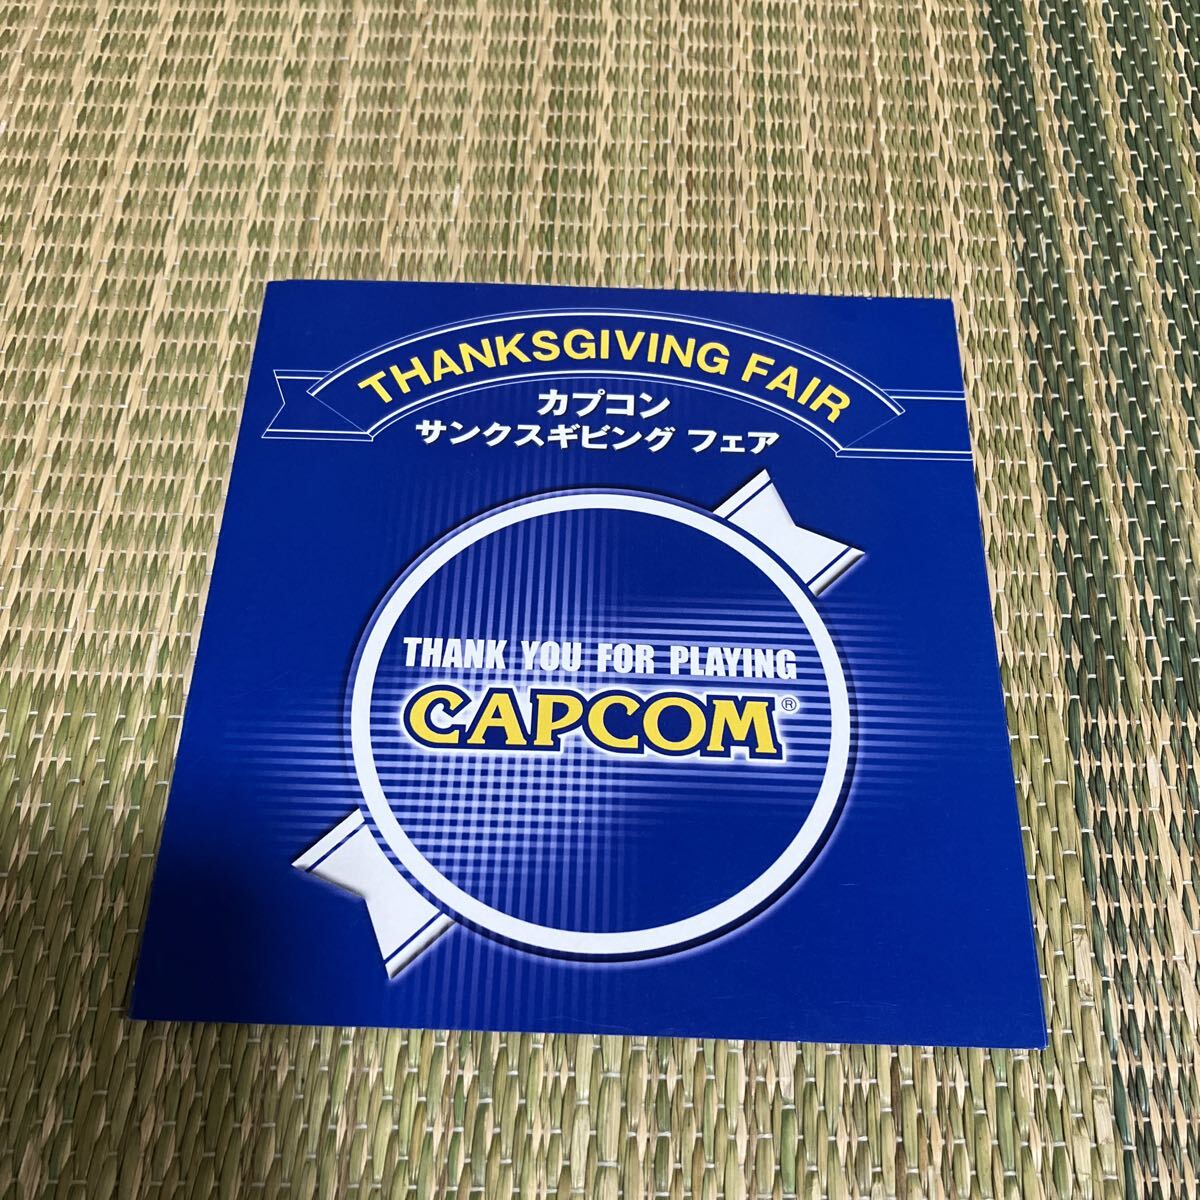 THANKSGIVING FAIR
カプコン
サンクスギビング フェア
THANK YOU FOR PLAYING
CAPCOM®